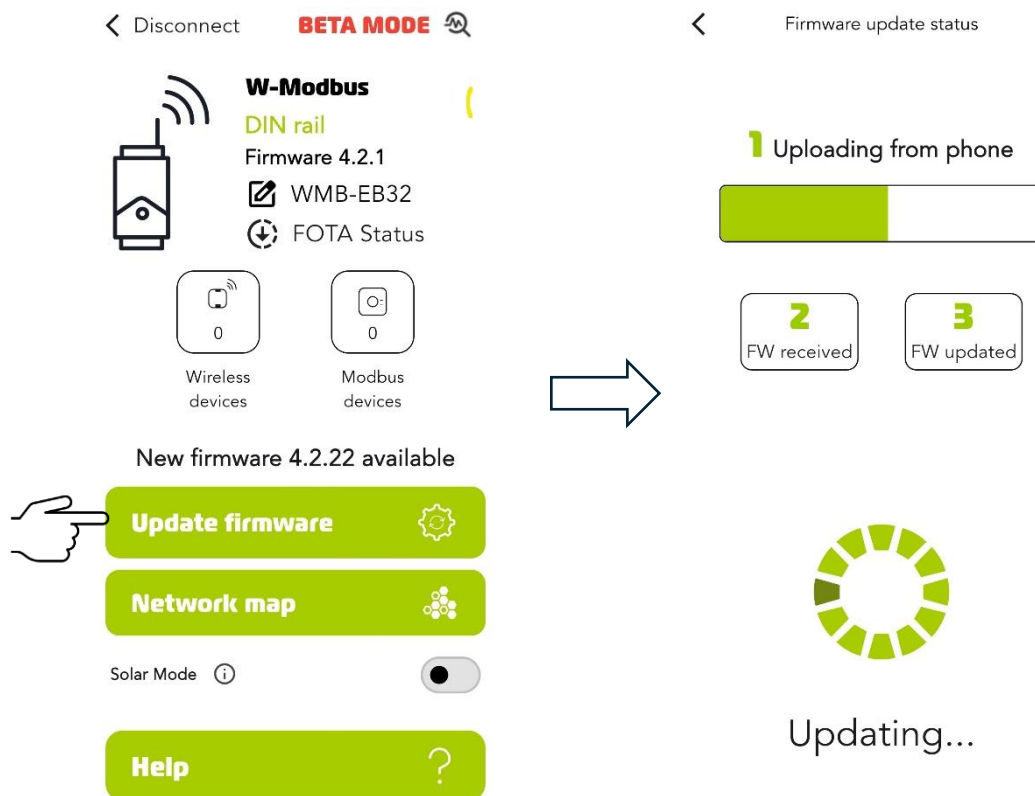 Disconnect
BETA MODE
W-Modbus
DIN rail
Firmware 4.2.1
WMB-EB32
FOTA Status
0
0
Wireless
devices
Modbus
devices
New firmware 4.2.22 available
Update firmware
Network map
Solar Mode
Help
Firmware update status
1 Uploading from phone
2
FW received
3
FW updated
Updating...